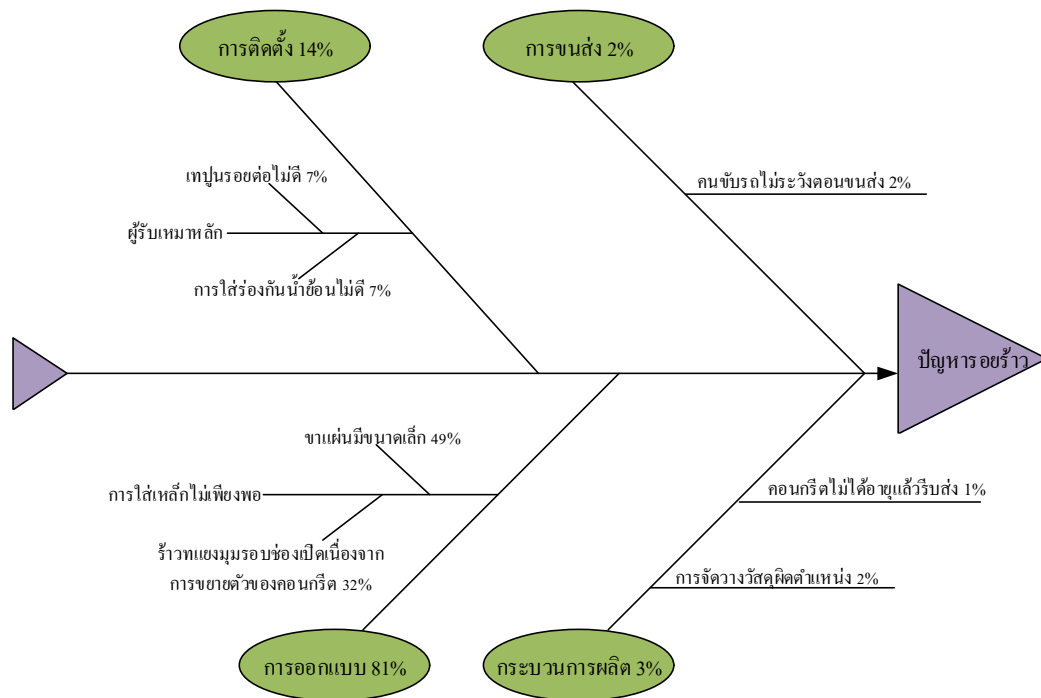 การติดตั้ง 14%
การขนส่ง 2%
เทปูนรอยต่อไม่ดี 7%
คนขับรถไม่ระวังตอนขนส่ง 2%
ผู้รับเหมาหลัก
การใส่ร่องกันน้ำย้อนไม่ดี 7%
ปัญหารอยร้าว
ขาแผ่นมีขนาดเล็ก 49%
การใส่เหล็กไม่เพียงพอ
คอนกรีตไม่ได้อายุแล้วรีบส่ง 1%
ร้าวทแยงมุมรอบช่องเปิดเนื่องจาก
การขยายตัวของคอนกรีต 32%
การจัดวางวัสดุผิดตำแหน่ง 2%
การออกแบบ 81%
กระบวนการผลิต 3%